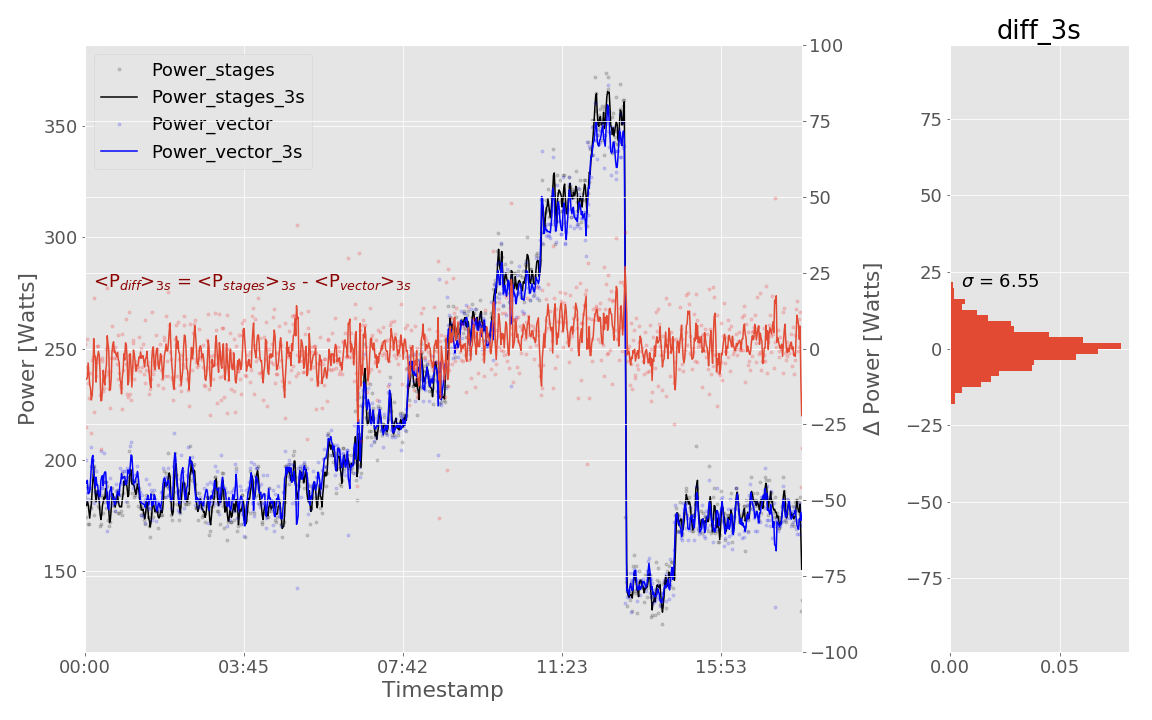 diff_3s
Power_stages
Power_stages_3s
Power_vector
Power_vector_3s
<P_diff>_3s = <P_stages>_3s - <P_vector>_3s
σ = 6.55
Power [Watts]
350
300
250
200
150
100
75
50
25
0
−25
−50
−75
−100
Δ Power [Watts]
75
50
25
0
−25
−50
−75
00:00 03:45 07:42 11:23 15:53
Timestamp
0.00 0.05